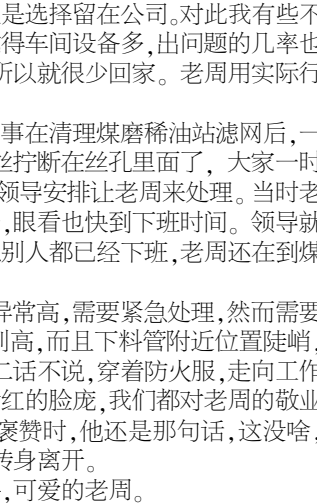 是选择留在公司。对此我有些不
得车间设备多,出问题的几率也
所以就很少回家。老周用实际行
事在清理煤磨稀油站滤网后,一
丝拧断在丝孔里面了,大家一时
领导安排让老周来处理。当时老
,眼看也快到下班时间。领导就
别人都已经下班,老周还在到煤
异常高,需要紧急处理,然而需要
别高,而且下料管附近位置陡峭,
二话不说,穿着防火服,走向工作
红的脸庞,我们都对老周的敬业
褒赞时,他还是那句话,这没啥,
转身离开。
,可爱的老周。